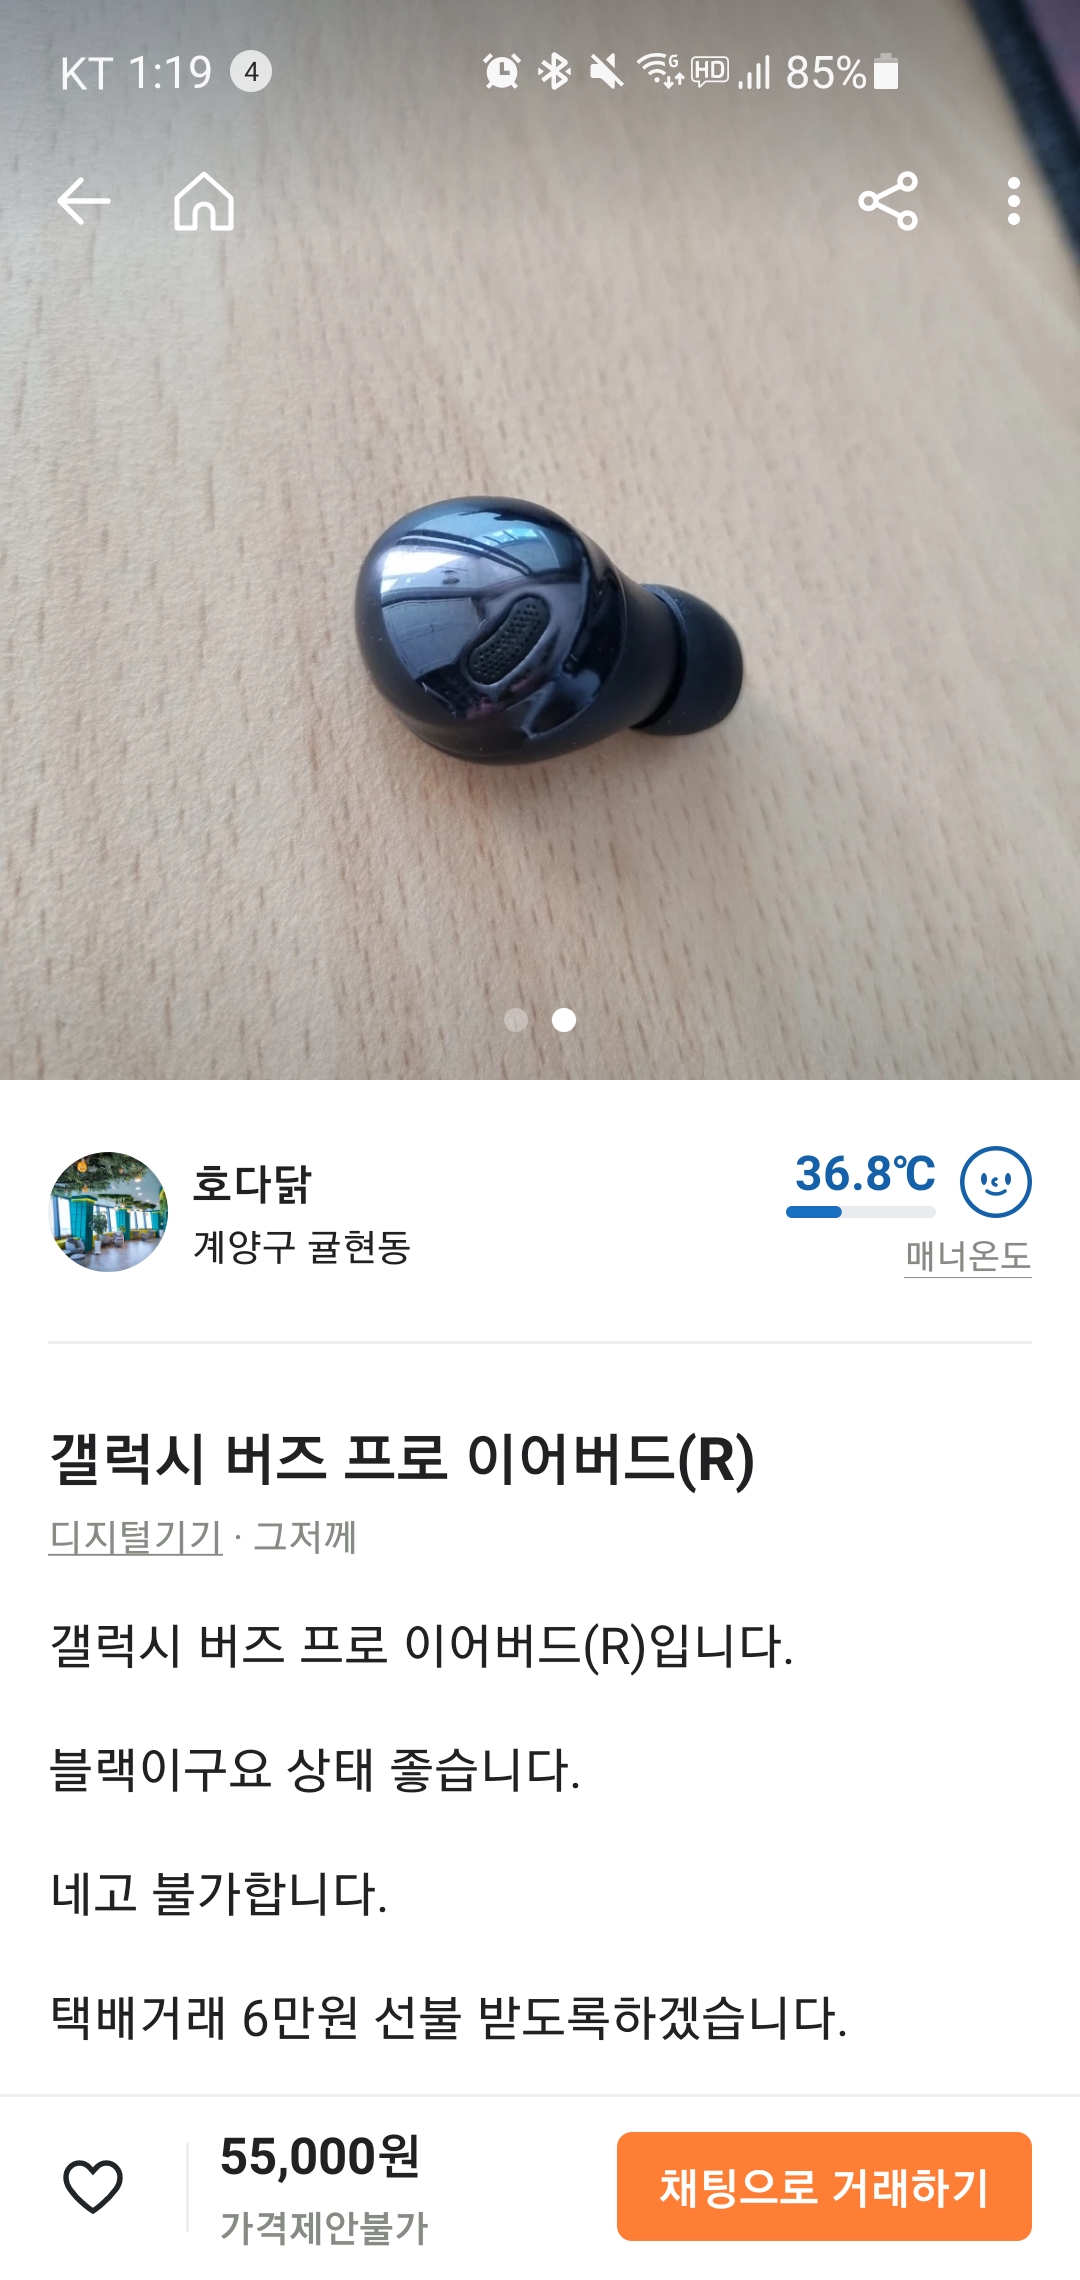 KT 1:19 4 HD 85%
호다닭
계양구 귤현동
36.8℃
매너온도
갤럭시 버즈 프로 이어버드(R)
디지털기기 · 그저께
갤럭시 버즈 프로 이어버드(R)입니다.
블랙이구요 상태 좋습니다.
네고 불가합니다.
택배거래 6만원 선불 받도록하겠습니다.
55,000원
가격제안불가
채팅으로 거래하기